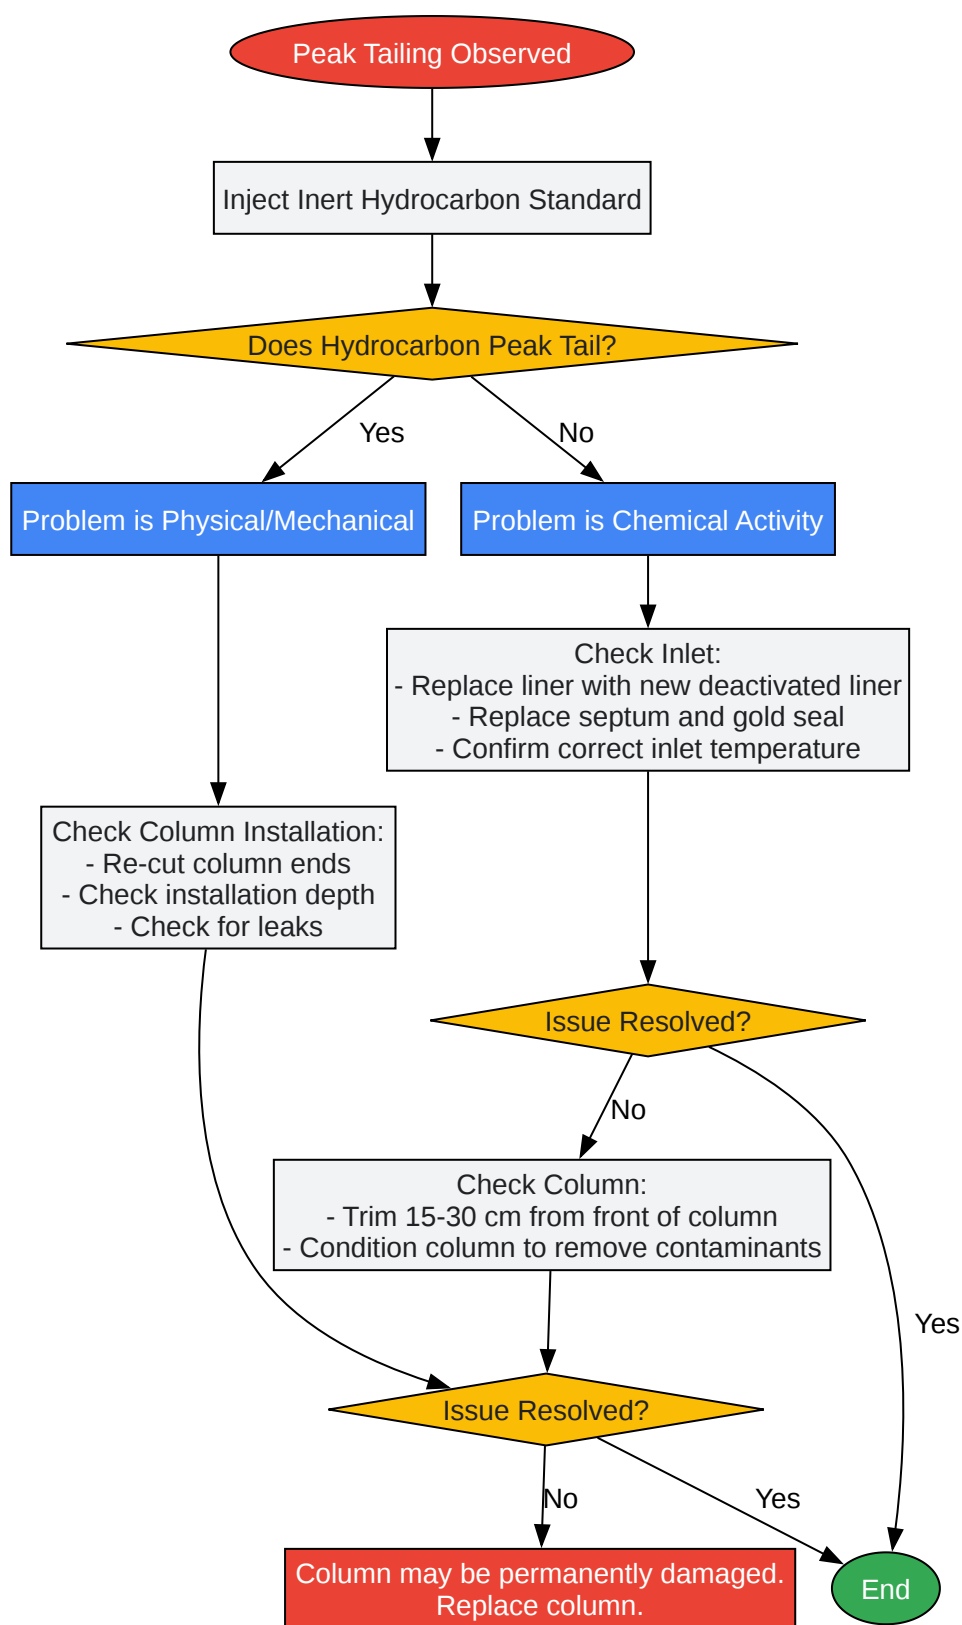 Peak Tailing Observed
Inject Inert Hydrocarbon Standard
Does Hydrocarbon Peak Tail?
Yes
No
Problem is Physical/Mechanical
Problem is Chemical Activity
Check Inlet:
- Replace liner with new deactivated liner
- Replace septum and gold seal
- Confirm correct inlet temperature
Check Column Installation:
- Re-cut column ends
- Check installation depth
- Check for leaks
Issue Resolved?
No
Check Column:
- Trim 15-30 cm from front of column
- Condition column to remove contaminants
Yes
Issue Resolved?
No
Yes
Column may be permanently damaged.
Replace column.
End